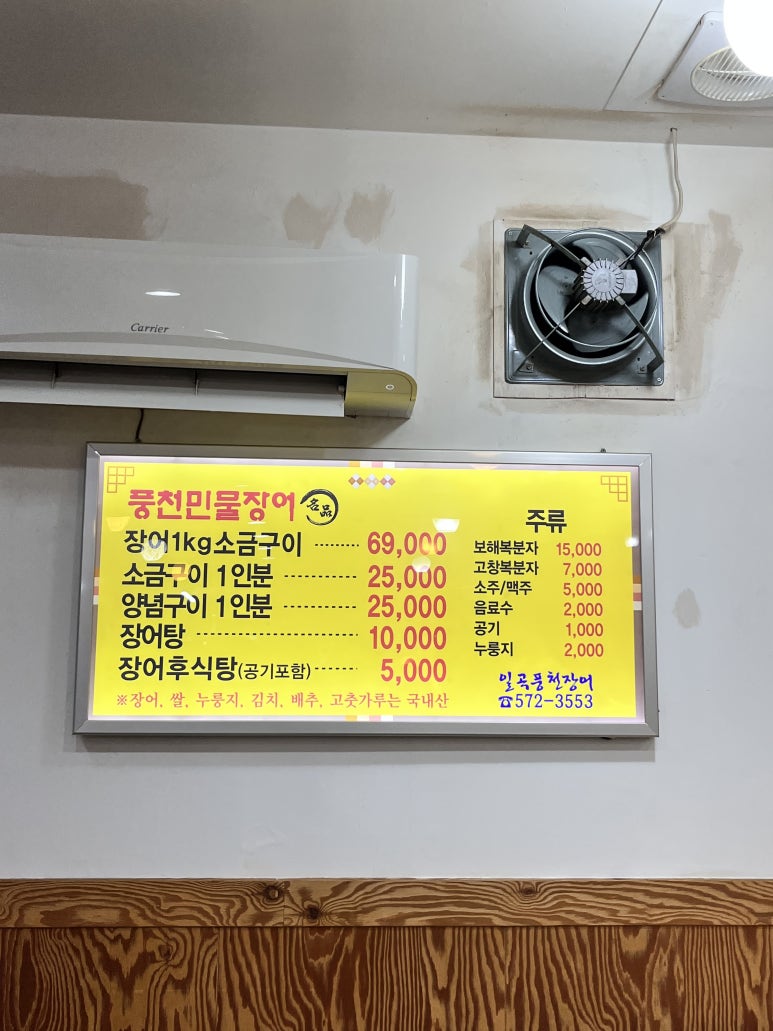 Carrier
풍천민물장어 名品
장어1kg소금구이 -------- 69,000
소금구이 1인분 ------------- 25,000
양념구이 1인분 ------------- 25,000
장어탕 ------------------------ 10,000
장어후식탕(공기포함) ------- 5,000
※장어, 쌀, 누룽지, 김치, 배추, 고춧가루는 국내산
주류
보해복분자 15,000
고창복분자 7,000
소주/맥주 5,000
음료수 2,000
공기 1,000
누룽지 2,000
일곡풍천장어
☎572-3553